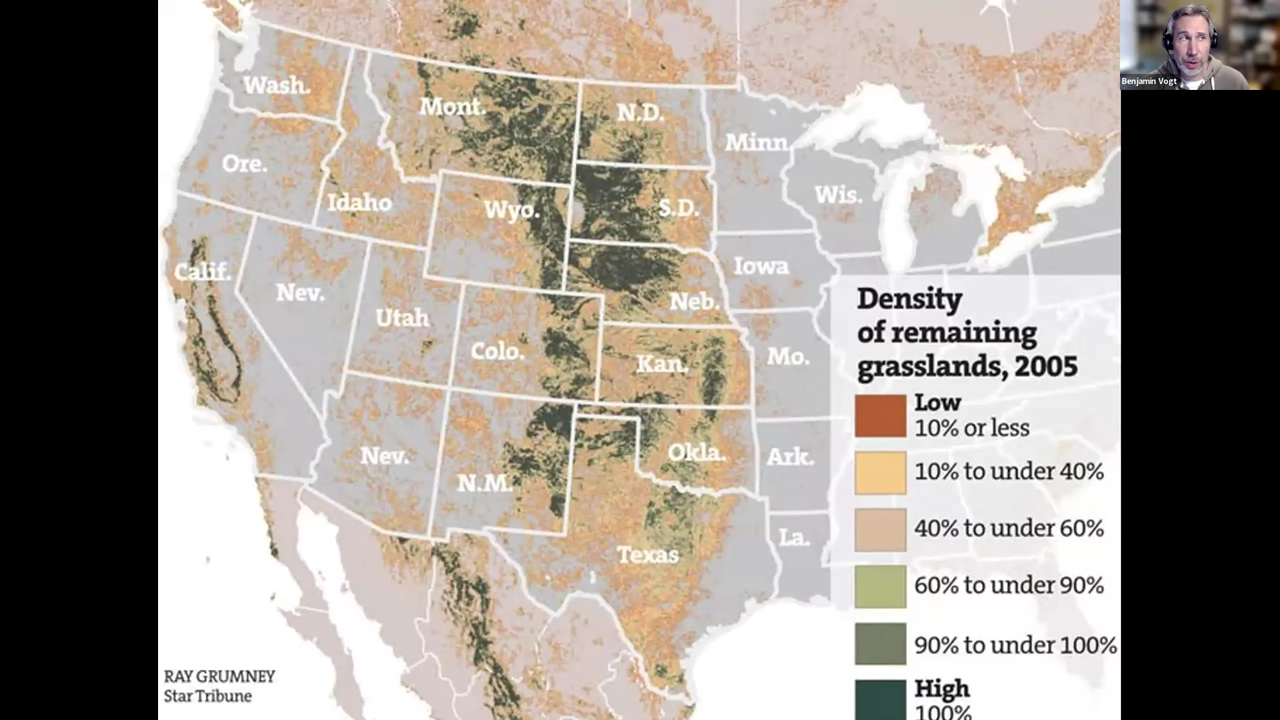 Benjamin Vogt
Wash.
Mont.
N.D.
Minn.
Ore.
Idaho
Wyo.
S.D.
Wis.
Calif.
Nev.
Utah
Colo.
Neb.
Iowa
Kan.
Mo.
Nev.
N.M.
Okla.
Ark.
Texas
La.
Density
of remaining
grasslands, 2005
Low
10% or less
10% to under 40%
40% to under 60%
60% to under 90%
90% to under 100%
High
100%
RAY GRUMNEY
Star Tribune